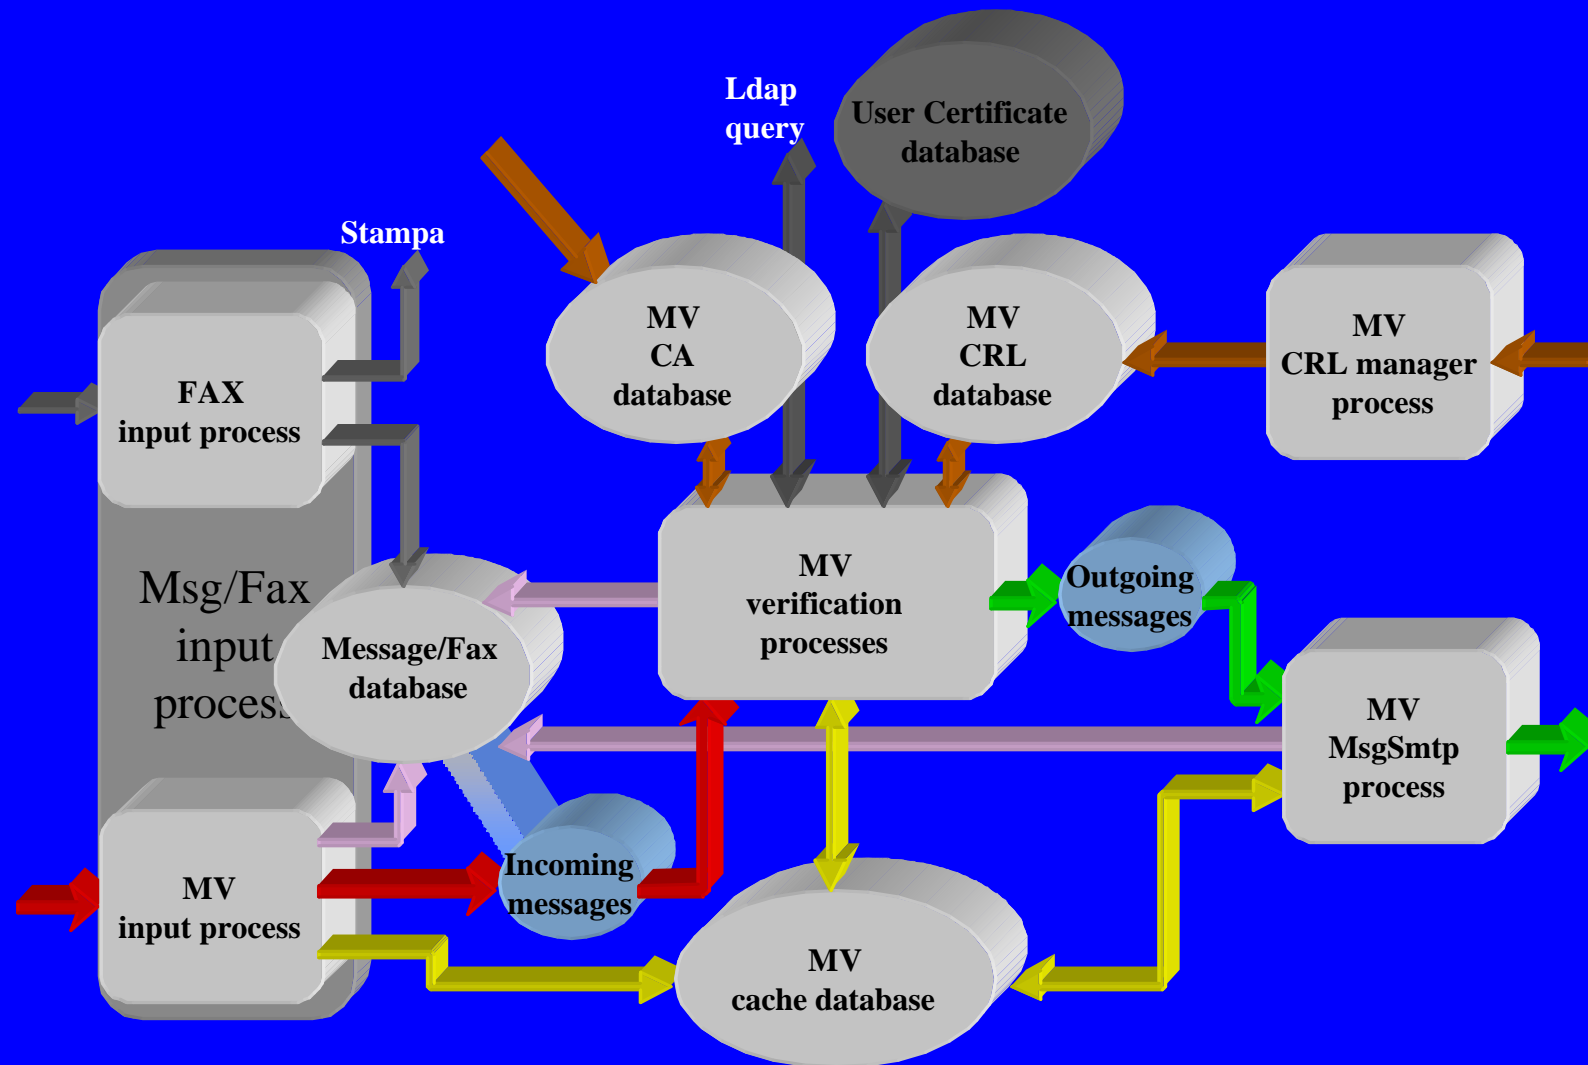 Ldap
query
User Certificate
database
Stampa
MV
CA
database
MV
CRL
database
MV
CRL manager
process
FAX
input process
Msg/Fax
input
process
Message/Fax
database
MV
verification
processes
Outgoing
messages
MV
MsgSmtp
process
MV
input process
Incoming
messages
MV
cache database